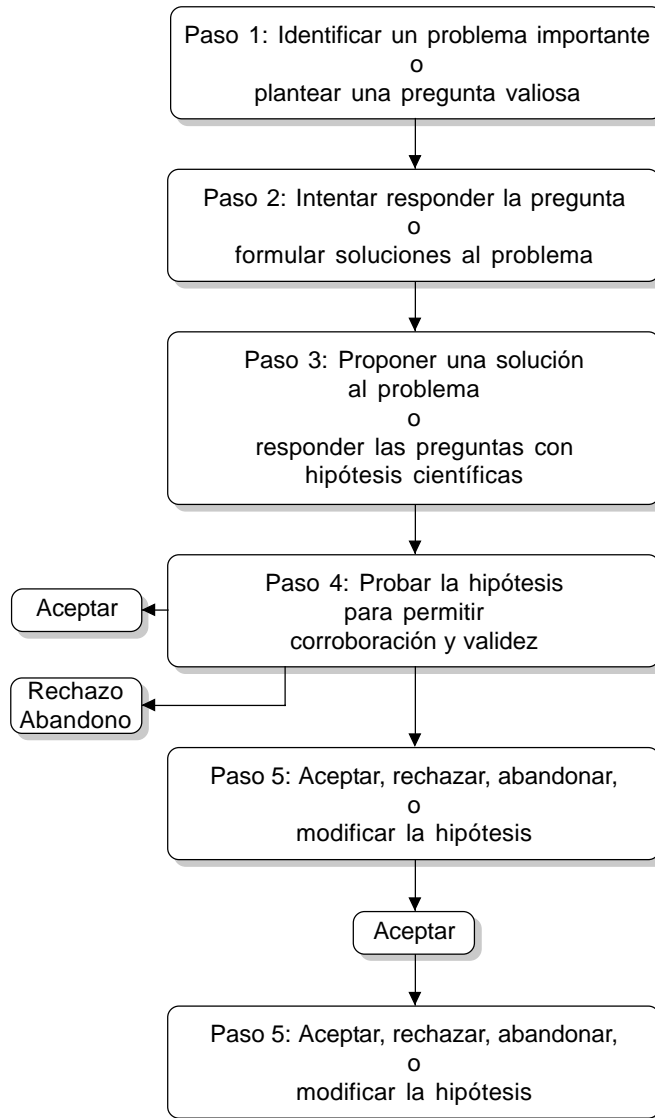 Paso 1: Identificar un problema importante
o
plantear una pregunta valiosa
Paso 2: Intentar responder la pregunta
o
formular soluciones al problema
Paso 3: Proponer una solución
al problema
o
responder las preguntas con
hipótesis científicas
Paso 4: Probar la hipótesis
para permitir
corroboración y validez
Aceptar
Rechazo
Abandono
Paso 5: Aceptar, rechazar, abandonar,
o
modificar la hipótesis
Aceptar
Paso 5: Aceptar, rechazar, abandonar,
o
modificar la hipótesis